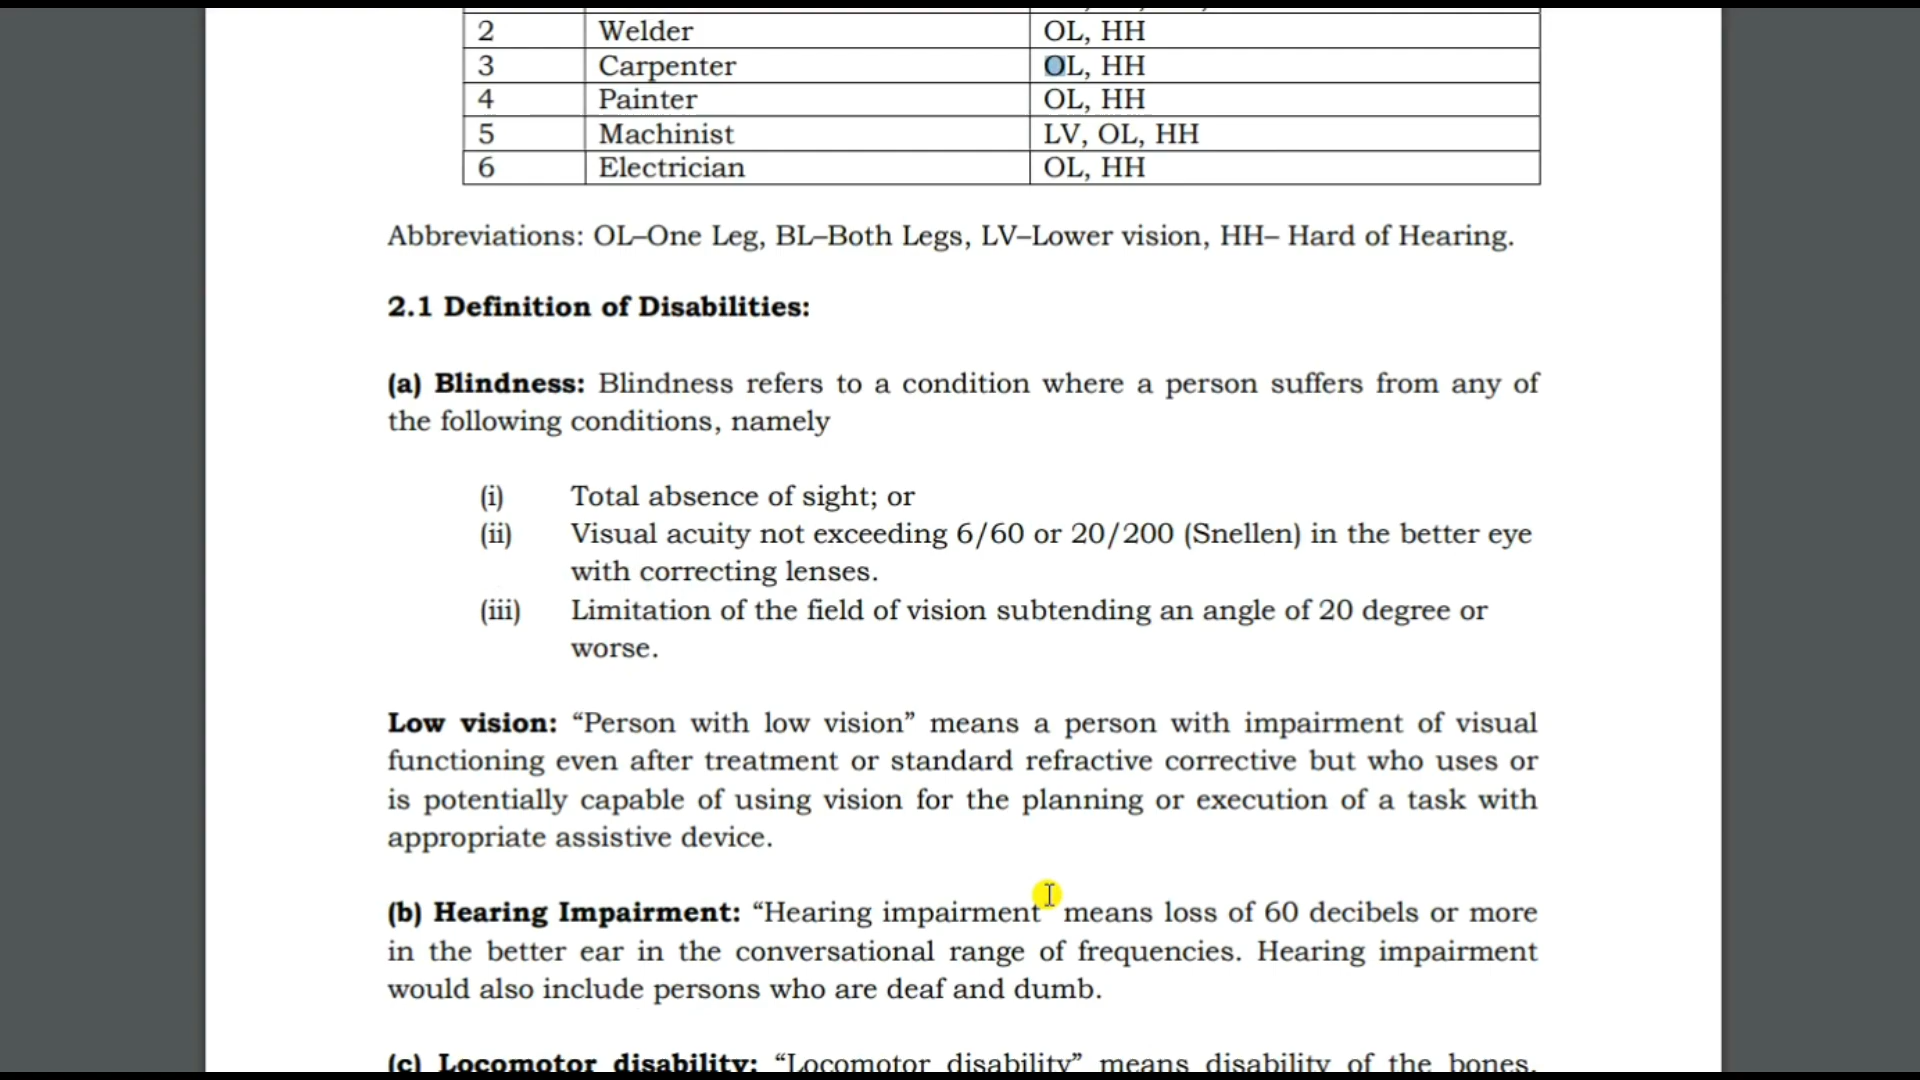 2 Welder OL, HH
3 Carpenter OL, HH
4 Painter OL, HH
5 Machinist LV, OL, HH
6 Electrician OL, HH
Abbreviations: OL–One Leg, BL–Both Legs, LV–Lower vision, HH– Hard of Hearing.
2.1 Definition of Disabilities:
(a) Blindness: Blindness refers to a condition where a person suffers from any of
the following conditions, namely
(i) Total absence of sight; or
(ii) Visual acuity not exceeding 6/60 or 20/200 (Snellen) in the better eye
with correcting lenses.
(iii) Limitation of the field of vision subtending an angle of 20 degree or
worse.
Low vision: “Person with low vision” means a person with impairment of visual
functioning even after treatment or standard refractive corrective but who uses or
is potentially capable of using vision for the planning or execution of a task with
appropriate assistive device.
(b) Hearing Impairment: “Hearing impairment means loss of 60 decibels or more
in the better ear in the conversational range of frequencies. Hearing impairment
would also include persons who are deaf and dumb.
(c) Locomotor disability: “Locomotor disability” means disability of the bones,